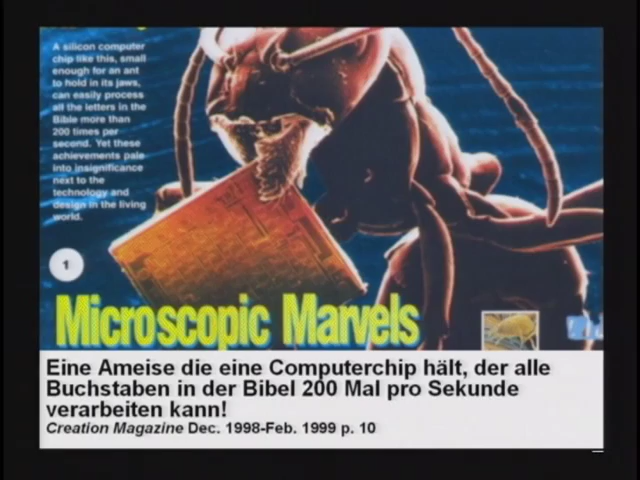 A silicon computer
chip like this, small
enough for an ant
to hold in its jaws,
can easily process
all the letters in the
Bible more than
200 times per
second. Yet these
achievements pale
into insignificance
next to the
technology and
design in the living
world.
1
Microscopic Marvels
Eine Ameise die eine Computerchip hält, der alle
Buchstaben in der Bibel 200 Mal pro Sekunde
verarbeiten kann!
Creation Magazine Dec. 1998-Feb. 1999 p. 10